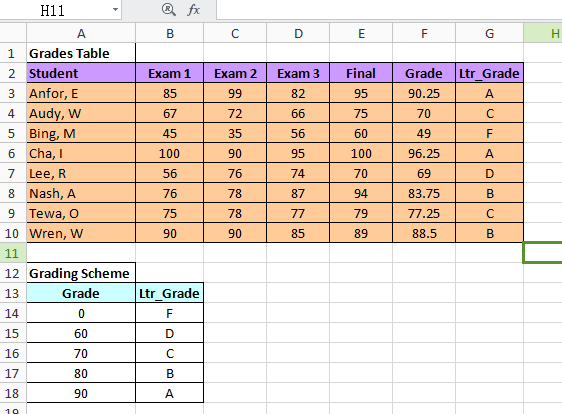 H11 fx
A B C D E F G H
1 Grades Table
2 Student Exam 1 Exam 2 Exam 3 Final Grade Ltr_Grade
3 Anfor, E 85 99 82 95 90.25 A
4 Audy, W 67 72 66 75 70 C
5 Bing, M 45 35 56 60 49 F
6 Cha, I 100 90 95 100 96.25 A
7 Lee, R 56 76 74 70 69 D
8 Nash, A 76 78 87 94 83.75 B
9 Tewa, O 75 78 77 79 77.25 C
10 Wren, W 90 90 85 89 88.5 B
11
12 Grading Scheme
13 Grade Ltr_Grade
14 0 F
15 60 D
16 70 C
17 80 B
18 90 A
19